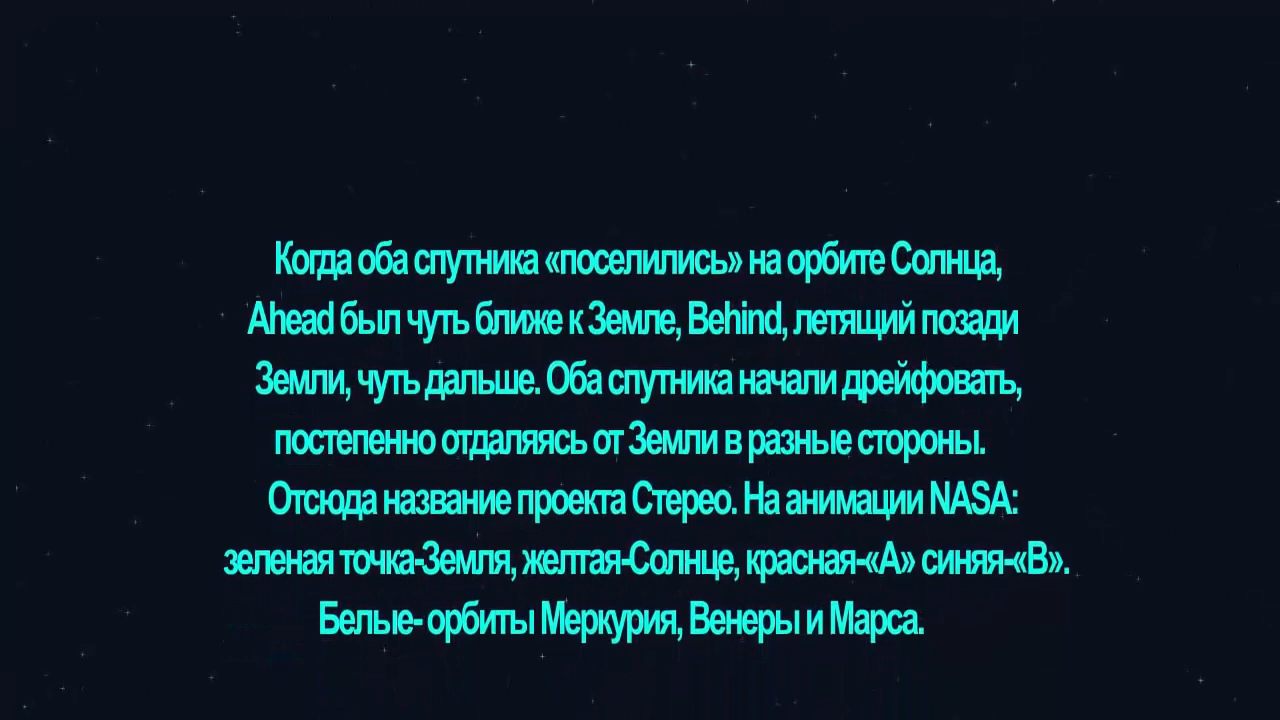 Когда оба спутника «поселились» на орбите Солнца,
Ahead был чуть ближе к Земле, Behind, летящий позади
Земли, чуть дальше. Оба спутника начали дрейфовать,
постепенно отдаляясь от Земли в разные стороны.
Отсюда название проекта Стерео. На анимации NASA:
зеленая точка-Земля, желтая-Солнце, красная-«A» синяя-«B».
Белые- орбиты Меркурия, Венеры и Марса.